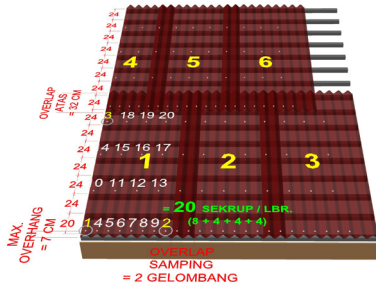 24
24
24
4 5 6
24
24
OVERLAP
ATAS
= 32 CM
24
24
3 18 19 20
24
24
4 15 16 17
1 2 3
24
24
0 11 12 13
24
= 20 SEKRUP / LBR.
(8 + 4 + 4 + 4)
20
1 4 5 6 7 8 9 2
MAX.
OVERHANG
= 7 CM
OVERLAP
SAMPING
= 2 GELOMBANG